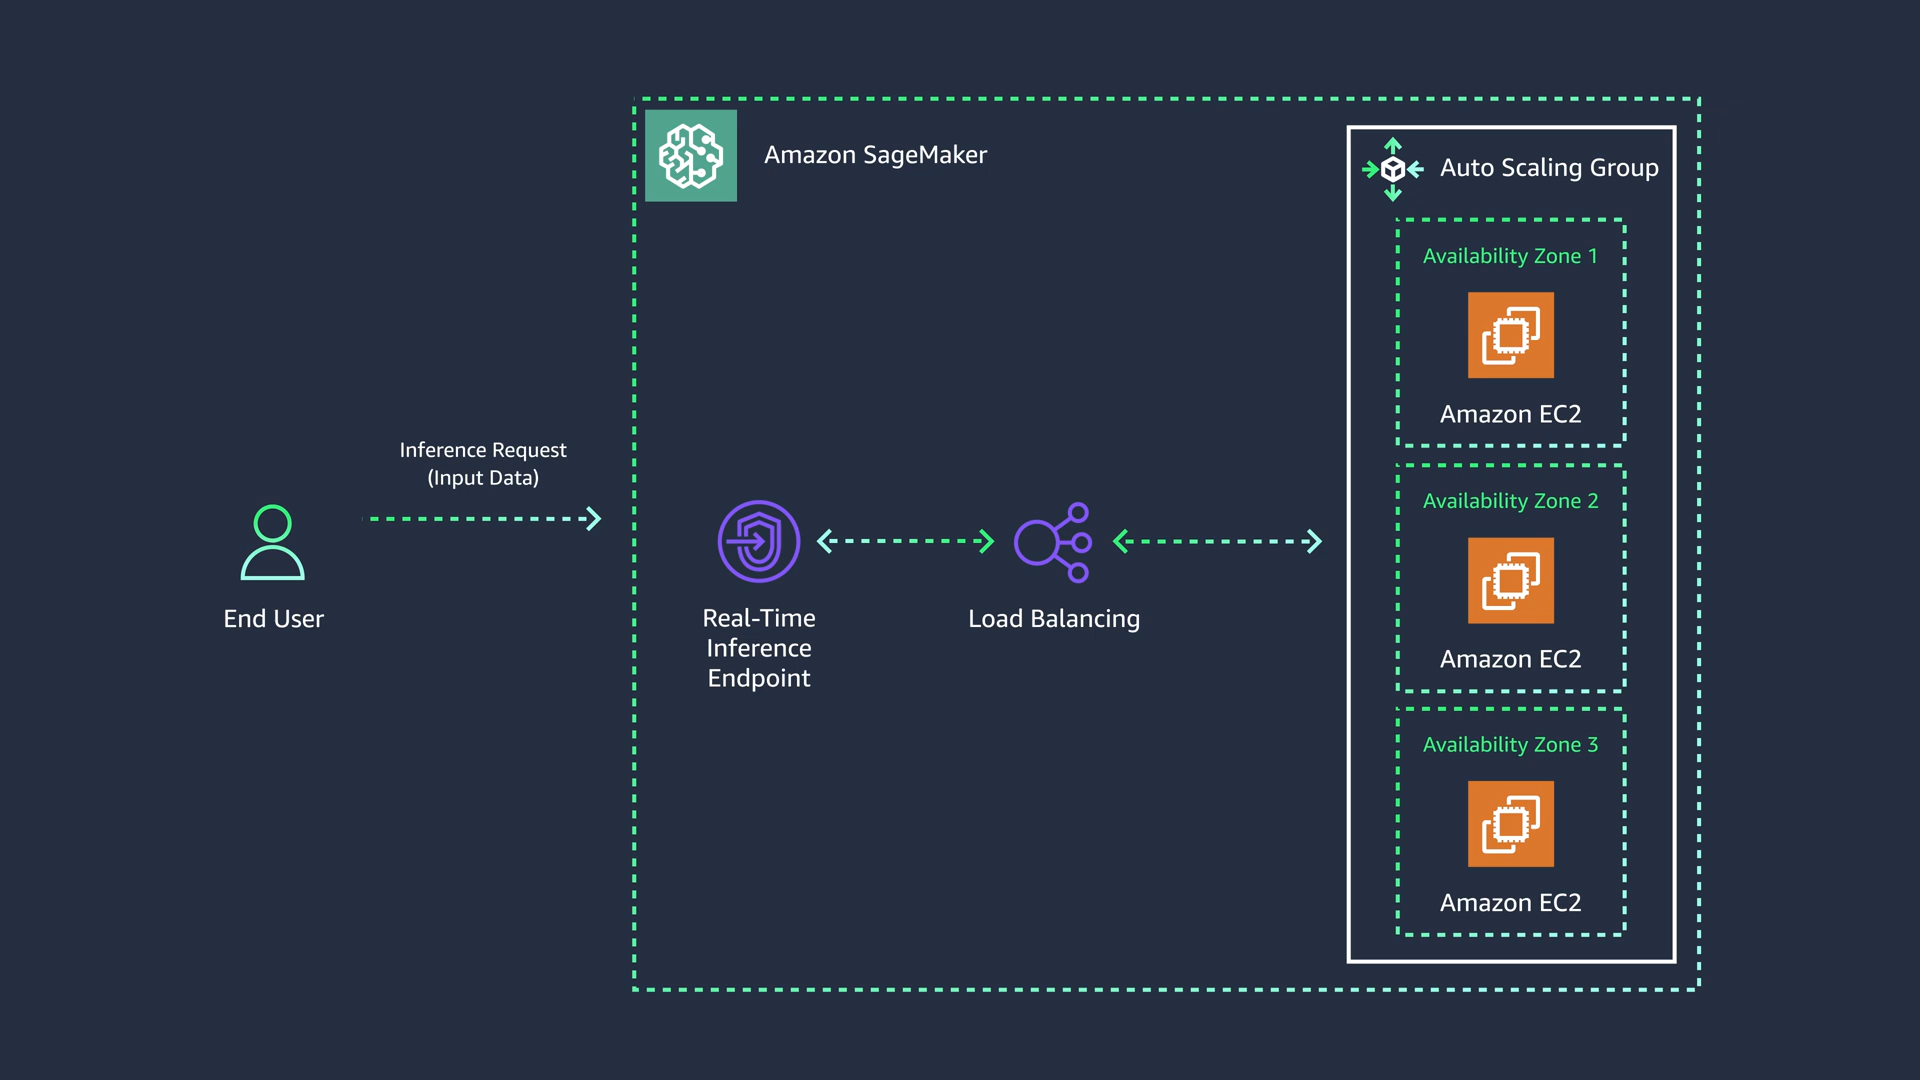 Amazon SageMaker
Auto Scaling Group
Availability Zone 1
Amazon EC2
Inference Request
(Input Data)
Availability Zone 2
End User
Real-Time
Inference
Endpoint
Load Balancing
Amazon EC2
Availability Zone 3
Amazon EC2